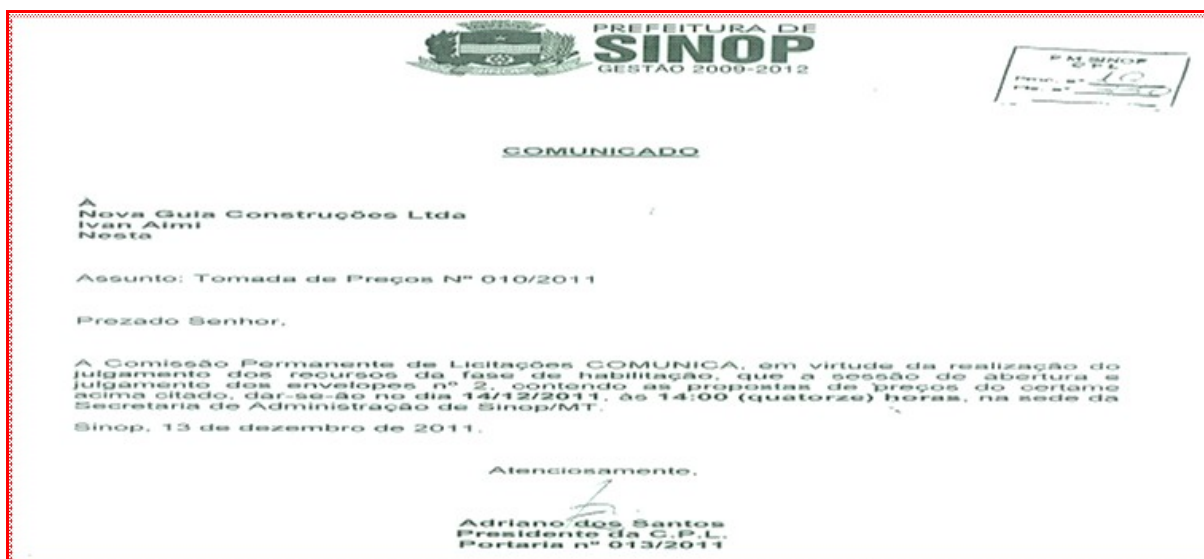 PREFEITURA DE
SINOP
GESTÃO 2009-2012
P M SINOP
C P L
Proc. nº 10
COMUNICADO
À
Nova Guia Construções Ltda
Ivan Aimi
Nesta
Assunto: Tomada de Preços Nº 010/2011
Prezado Senhor,
A Comissão Permanente de Licitações COMUNICA, em virtude da realização do
julgamento dos recursos da fase de habilitação, que a sessão de abertura e
julgamento dos envelopes nº 2, contendo as propostas de preços do certame
acima citado, dar-se-ão no dia 14/12/2011, às 14:00 (quatorze) horas, na sede da
Secretaria de Administração de Sinop/MT.
Sinop, 13 de dezembro de 2011.
Atenciosamente,
Adriano dos Santos
Presidente da C.P.L.
Portaria nº 013/2011